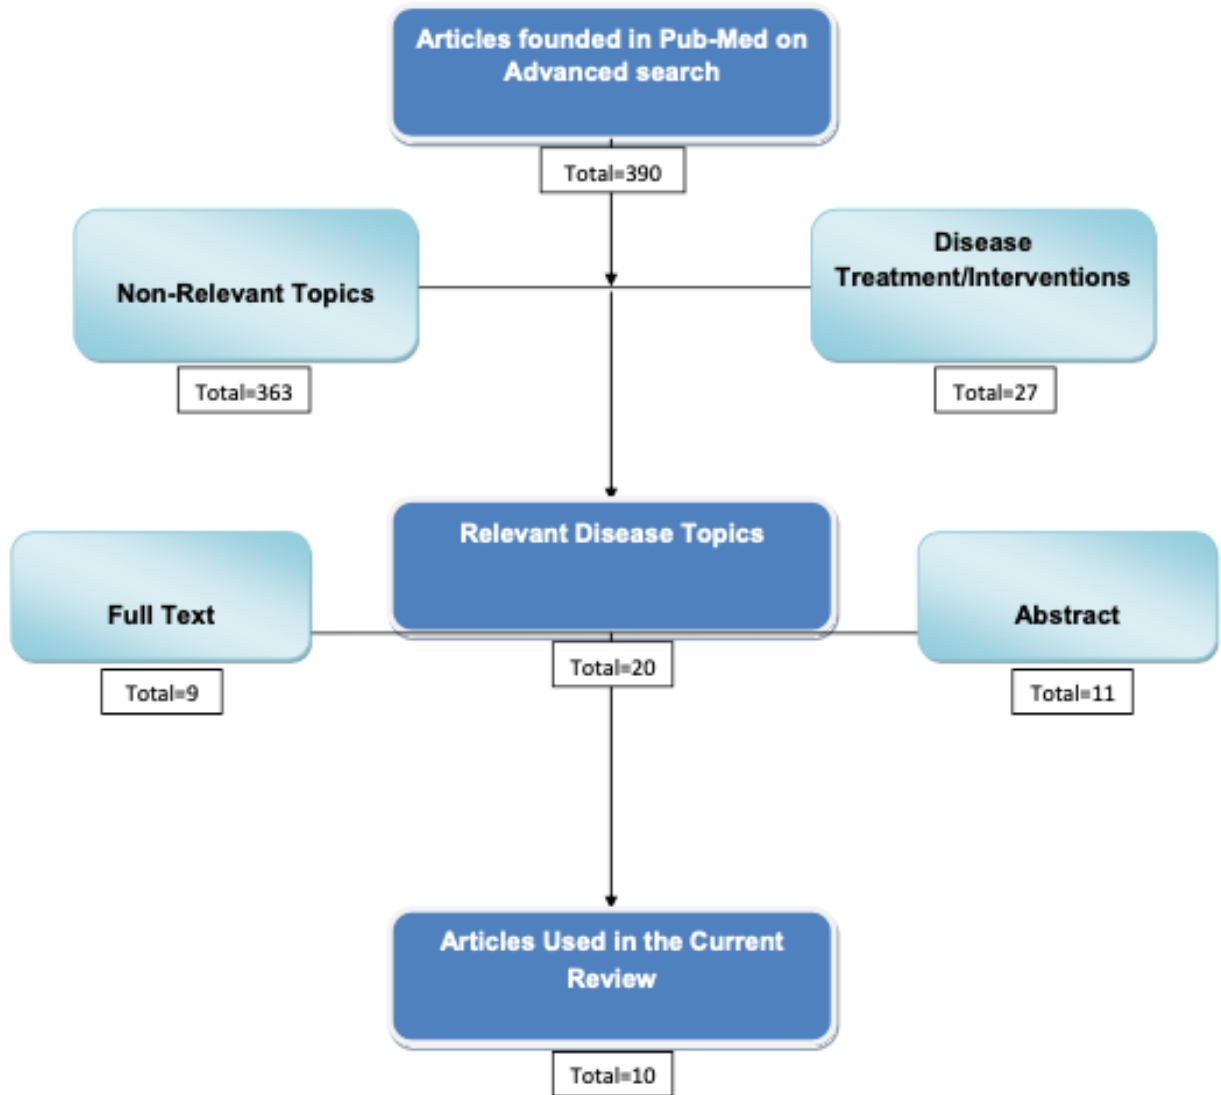 Articles founded in Pub-Med on
Advanced search
Total=390
Non-Relevant Topics
Total=363
Disease
Treatment/Interventions
Total=27
Relevant Disease Topics
Total=20
Full Text
Total=9
Abstract
Total=11
Articles Used in the Current
Review
Total=10